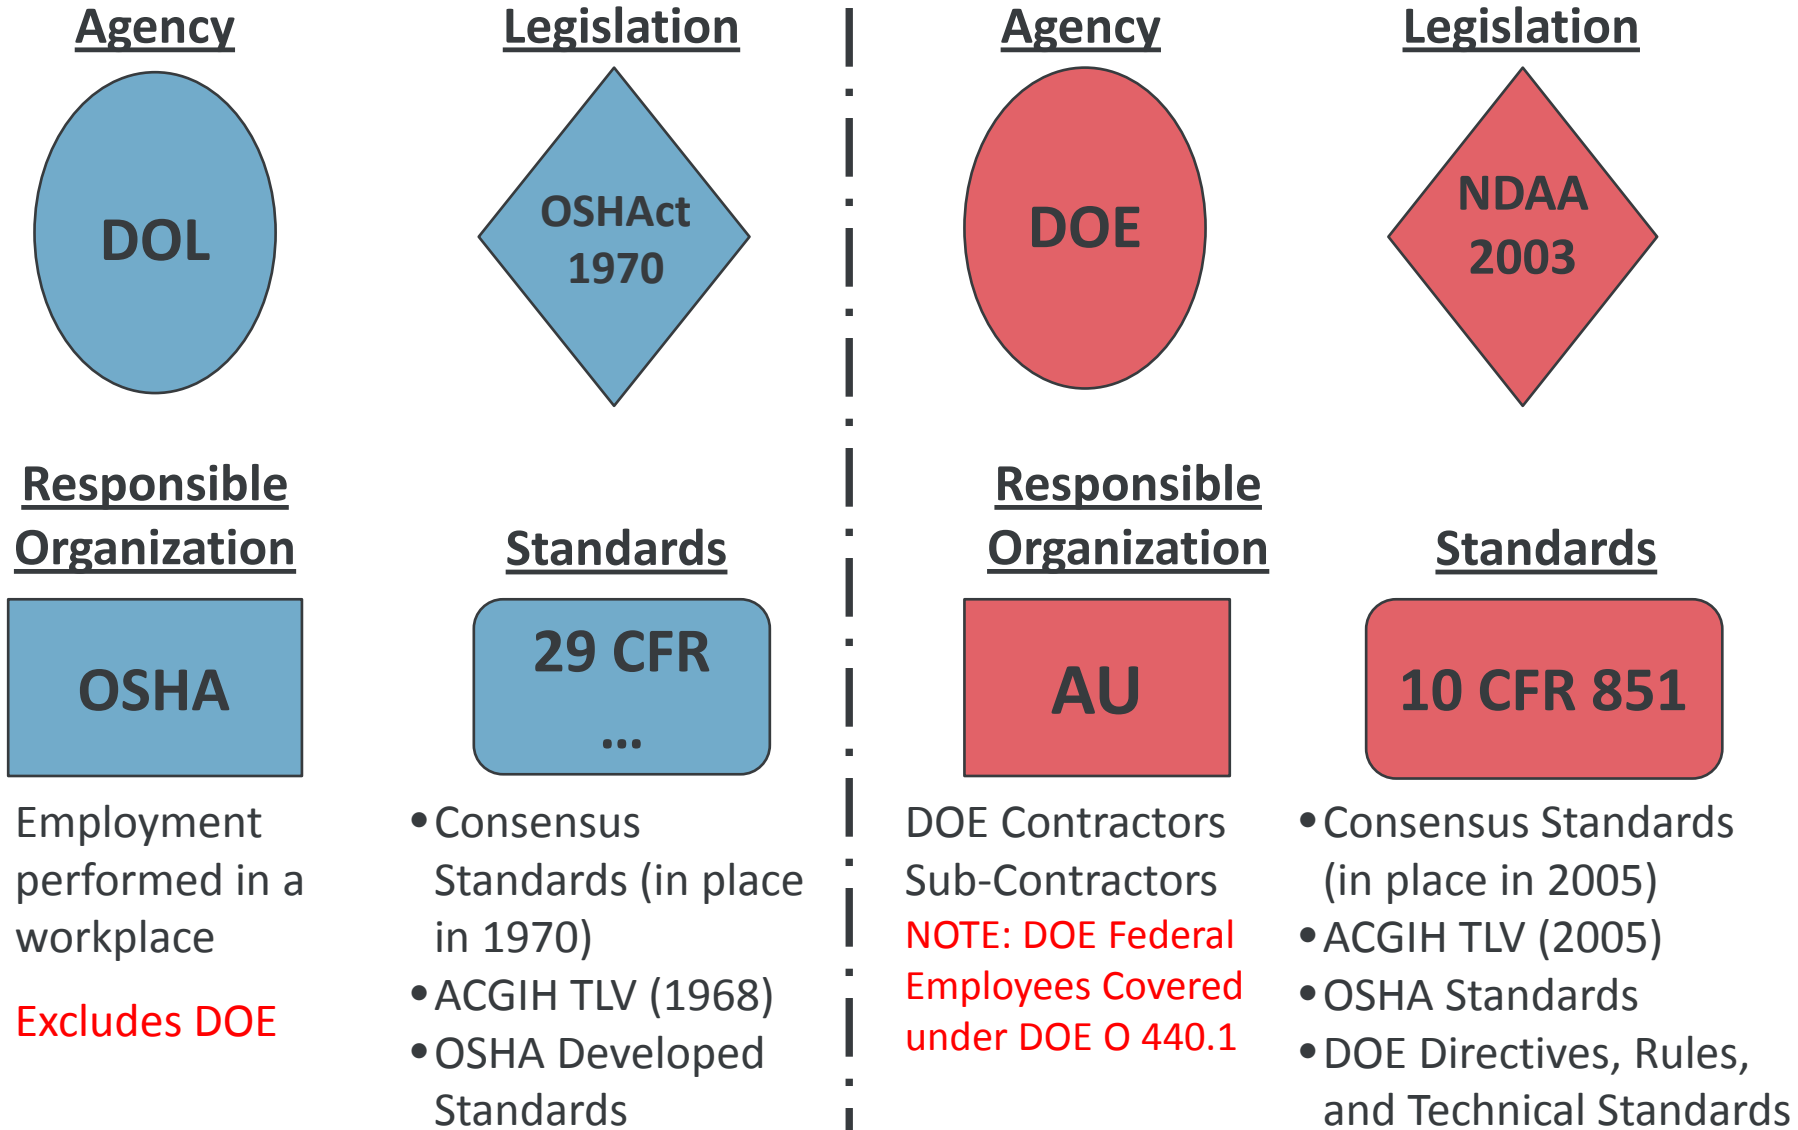 Agency
Legislation
DOL
OSHAct
1970
Responsible
Organization
Standards
OSHA
29 CFR
...
Employment
performed in a
workplace
Excludes DOE
•Consensus
Standards (in place
in 1970)
•ACGIH TLV (1968)
•OSHA Developed
Standards
Agency
Legislation
DOE
NDAA
2003
Responsible
Organization
Standards
AU
10 CFR 851
DOE Contractors
Sub-Contractors
NOTE: DOE Federal
Employees Covered
under DOE O 440.1
•Consensus Standards
(in place in 2005)
•ACGIH TLV (2005)
•OSHA Standards
•DOE Directives, Rules,
and Technical Standards